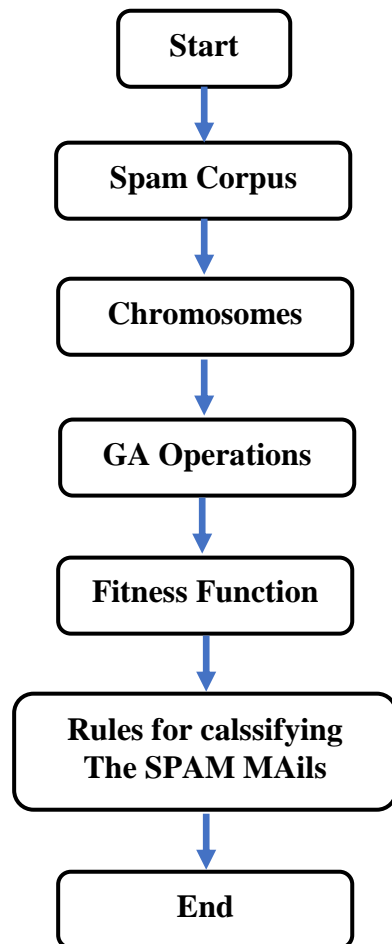 Start
Spam Corpus
Chromosomes
GA Operations
Fitness Function
Rules for calssifying
The SPAM MAils
End